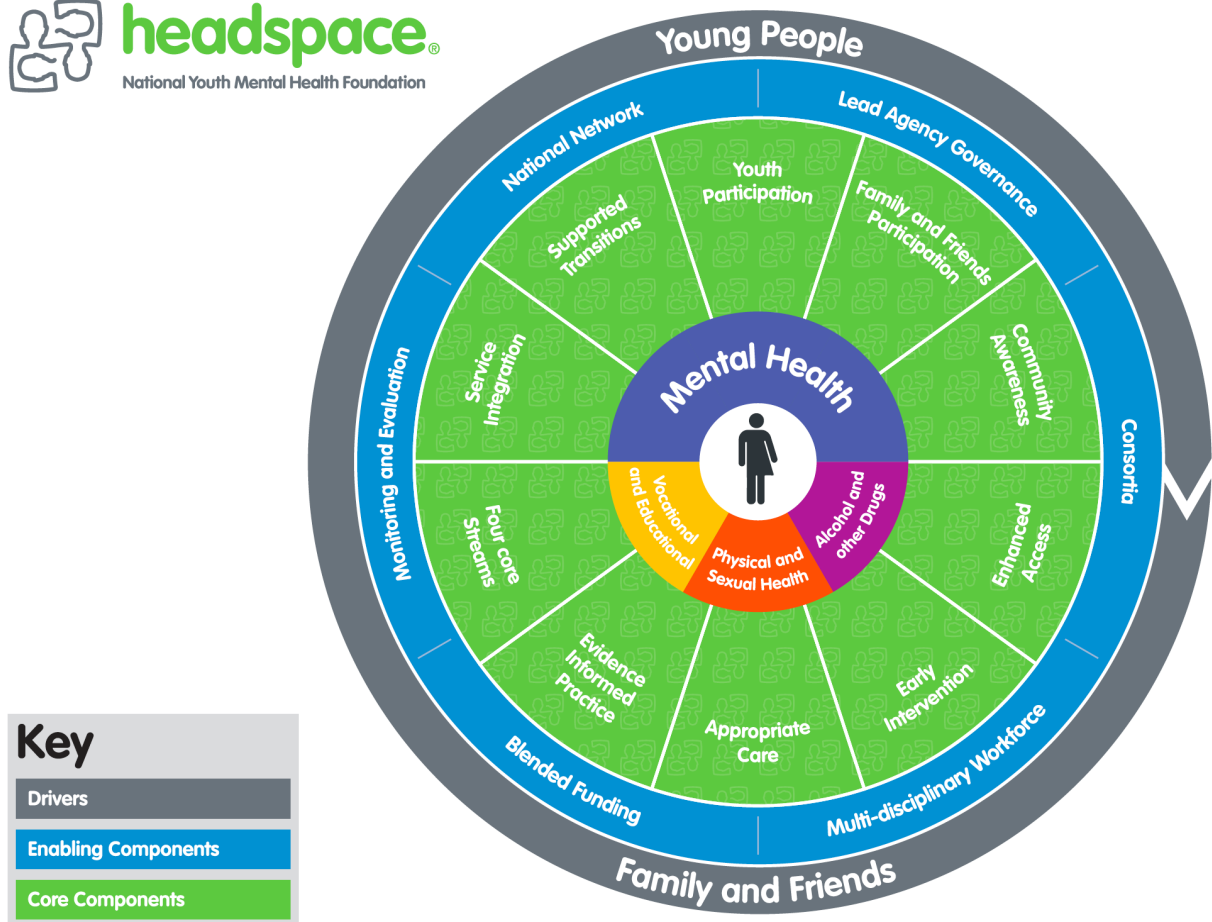 headspace®
National Youth Mental Health Foundation
Young People
National Network
Lead Agency Governance
Youth
Participation
Supported
Transitions
Family and Friends
Participation
Service
Integration
Community
Awareness
Mental Health
Monitoring and Evaluation
Consortia
Vocational
and Educational
Physical and
Sexual Health
Alcohol and
other Drugs
Four core
Streams
Enhanced
Access
Evidence
Informed
Practice
Early
Intervention
Appropriate
Care
Blended Funding
Multi-disciplinary Workforce
Family and Friends
Key
Drivers
Enabling Components
Core Components